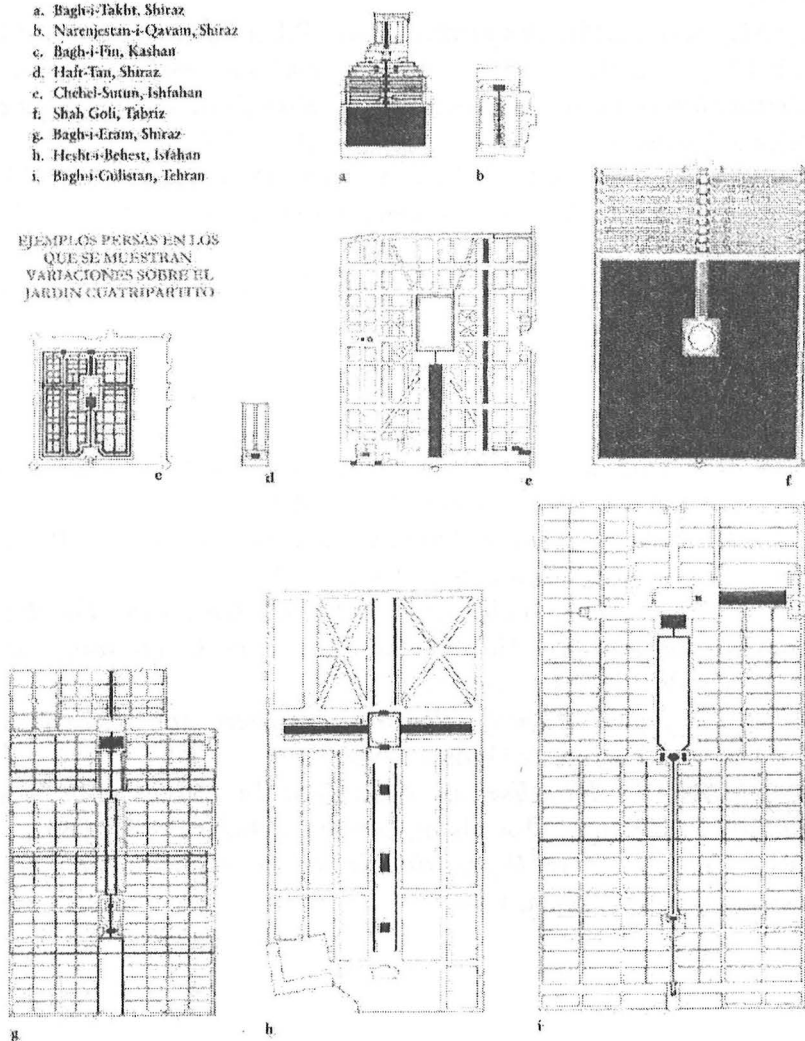 a. Bagh-i-Takht, Shiraz
b. Narenjestan-i-Qavam, Shiraz
c. Bagh-i-Fin, Kashan
d. Haft-Tan, Shiraz
e. Chehel-Sutun, Ishfahan
f. Shah Goli, Tabriz
g. Bagh-i-Eram, Shiraz
h. Hesht-i-Behest, Isfahan
i. Bagh-i-Gulistan, Tehran
a
b
EJEMPLOS PERSAS EN LOS
QUE SE MUESTRAN
VARIACIONES SOBRE EL
JARDIN CUATRIPARTITO
c
d
e
f
g
h
i